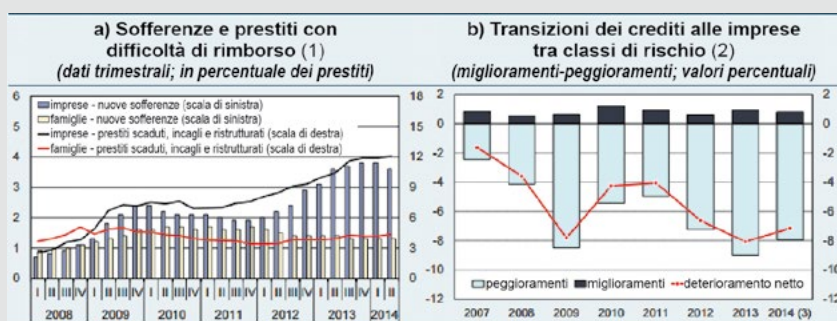 a) Sofferenze e prestiti con
difficoltà di rimborso (1)
(dati trimestrali; in percentuale dei prestiti)
6 18
imprese - nuove sofferenze (scala di sinistra)
famiglie - nuove sofferenze (scala di sinistra)
5 15
imprese - prestiti scaduti, incagli e ristrutturati (scala di destra)
famiglie - prestiti scaduti, incagli e ristrutturati (scala di destra)
4 12
3 9
2 6
1 3
0 0
I II III IV I II III IV I II III IV I II III IV I II III IV I II III IV I II
2008 2009 2010 2011 2012 2013 2014
b) Transizioni dei crediti alle imprese
tra classi di rischio (2)
(miglioramenti-peggioramenti; valori percentuali)
2 2
0 0
-2 -2
-4 -4
-6 -6
-8 -8
-10 -10
peggioramenti miglioramenti deterioramento netto
-12 -12
2007 2008 2009 2010 2011 2012 2013 2014 (3)